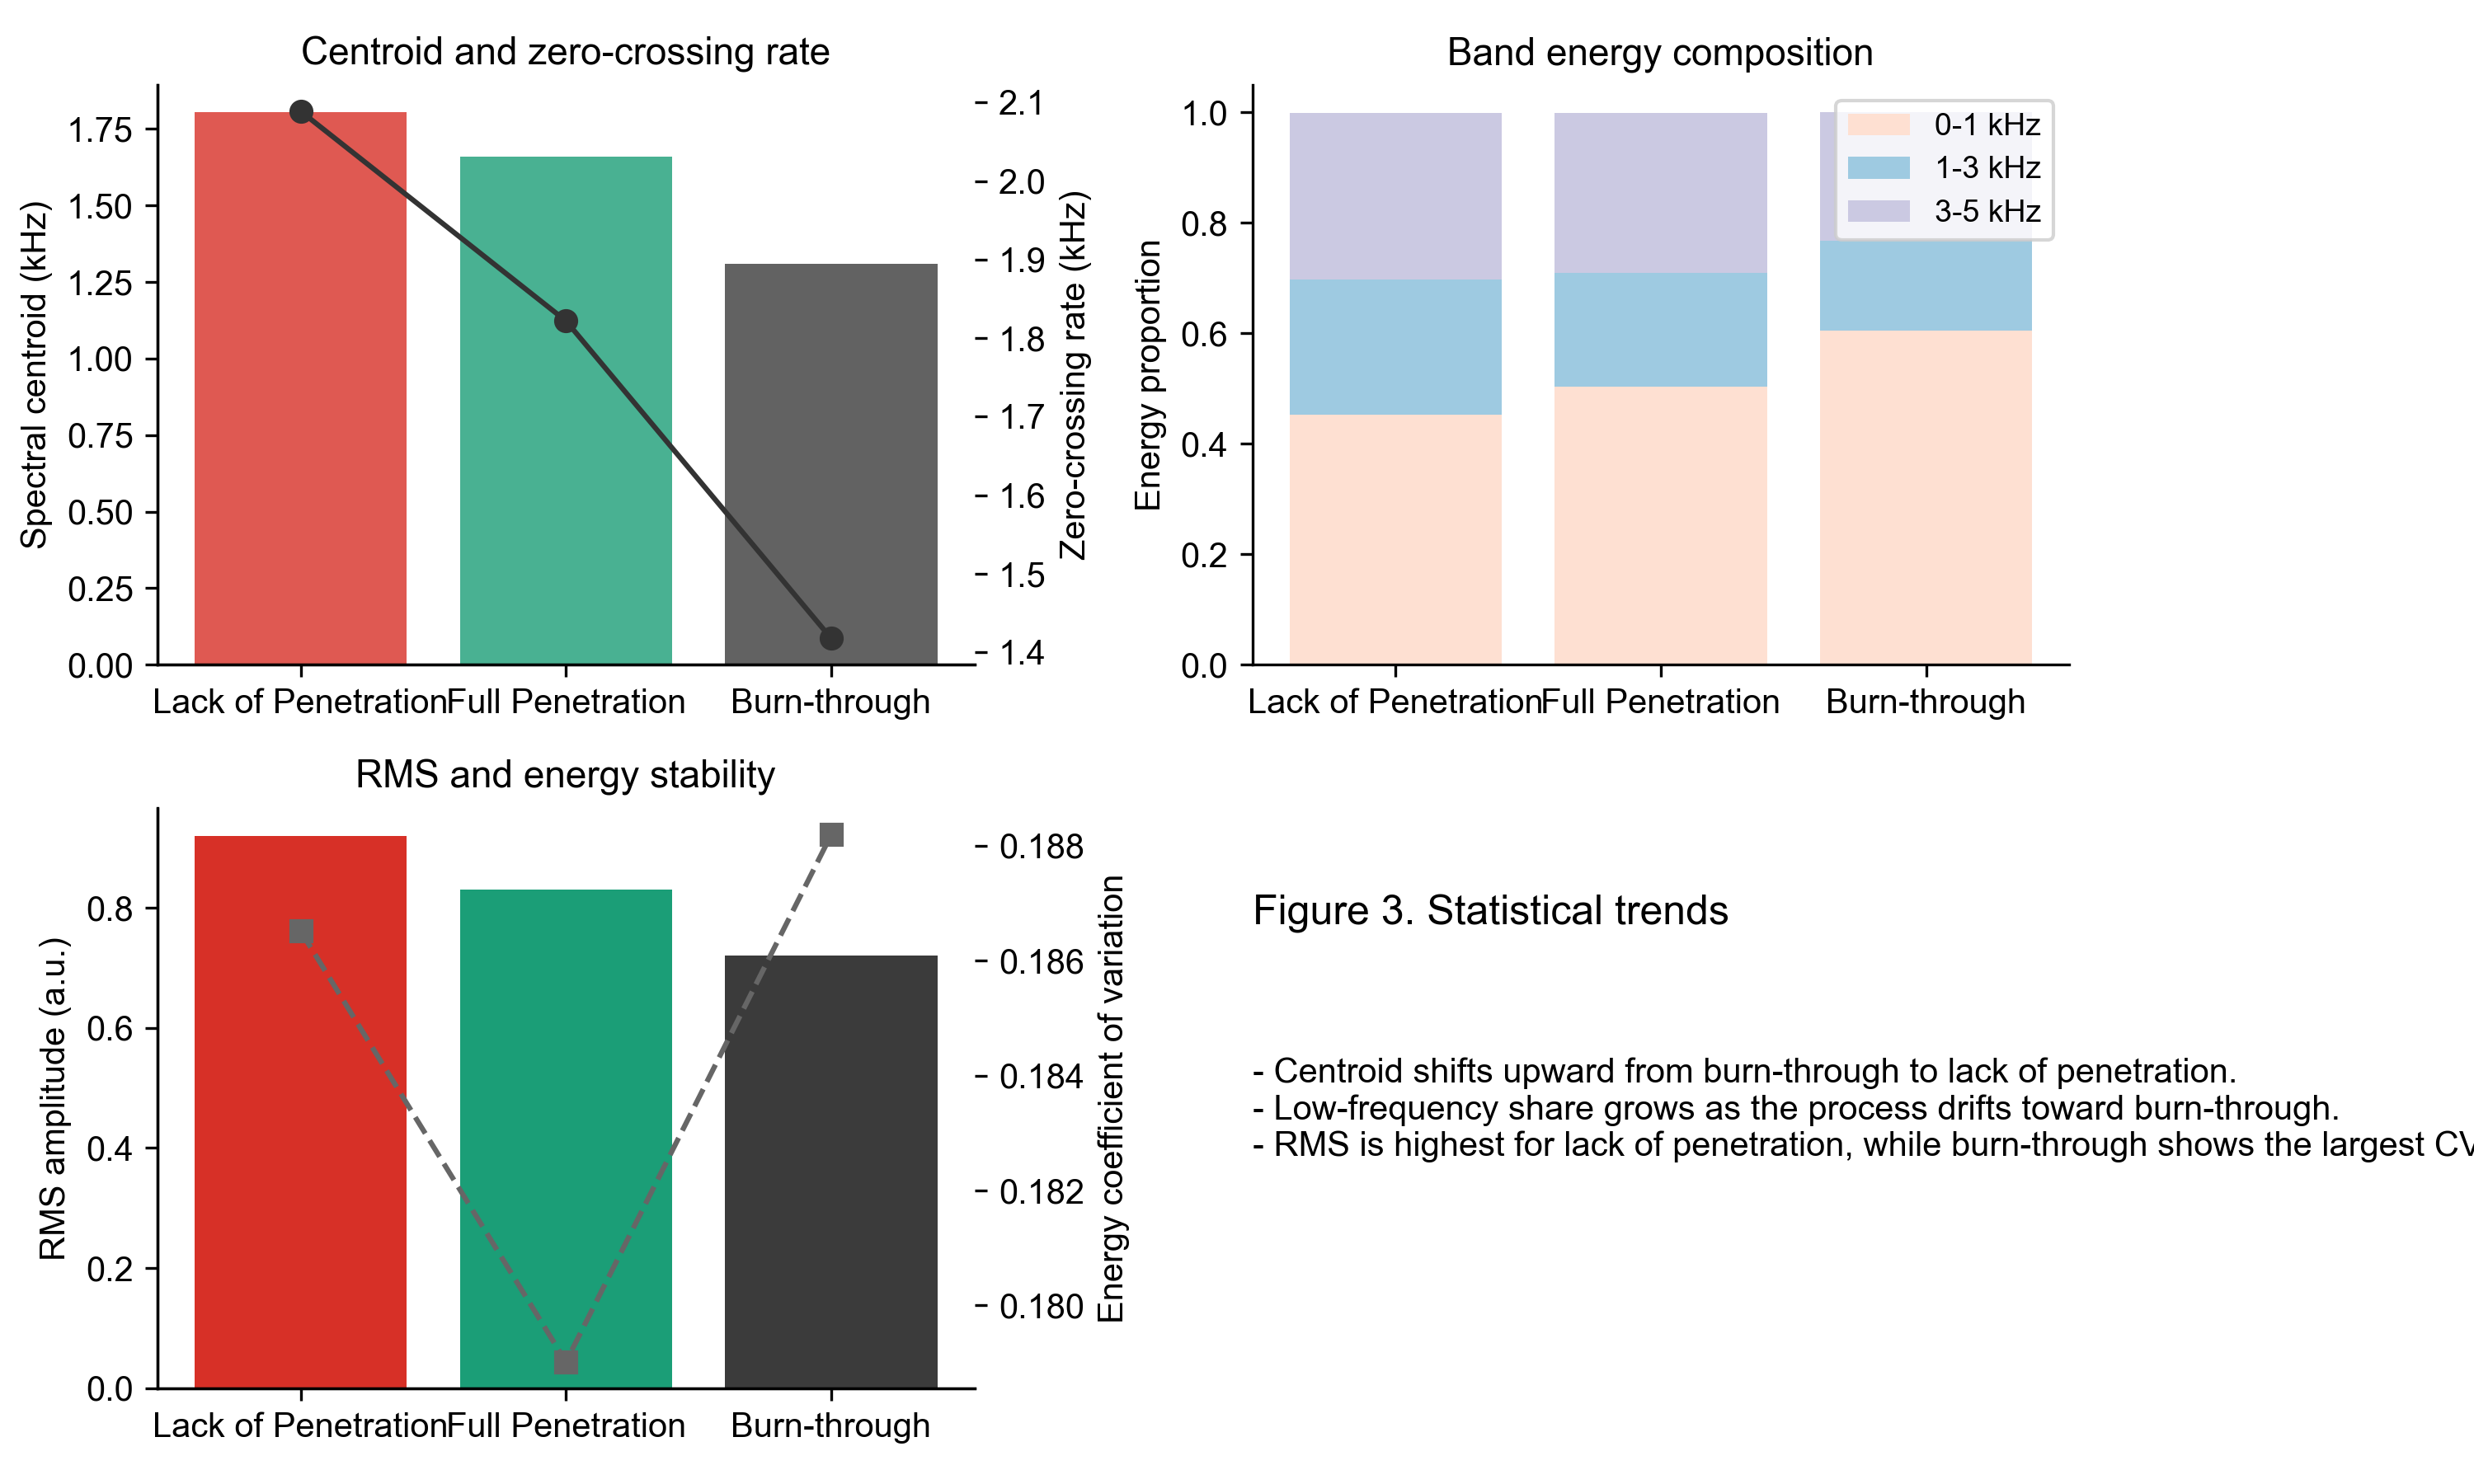 Centroid and zero-crossing rate
Spectral centroid (kHz)
1.75
1.50
1.25
1.00
0.75
0.50
0.25
0.00
2.1
2.0
1.9
1.8
1.7
1.6
1.5
1.4
Zero-crossing rate (kHz)
Lack of Penetration Full Penetration Burn-through
Band energy composition
Energy proportion
1.0
0.8
0.6
0.4
0.2
0.0
0-1 kHz
1-3 kHz
3-5 kHz
Lack of Penetration Full Penetration Burn-through
RMS and energy stability
RMS amplitude (a.u.)
0.8
0.6
0.4
0.2
0.0
0.188
0.186
0.184
0.182
0.180
Energy coefficient of variation
Lack of Penetration Full Penetration Burn-through
Figure 3. Statistical trends
- Centroid shifts upward from burn-through to lack of penetration.
- Low-frequency share grows as the process drifts toward burn-through.
- RMS is highest for lack of penetration, while burn-through shows the largest CV